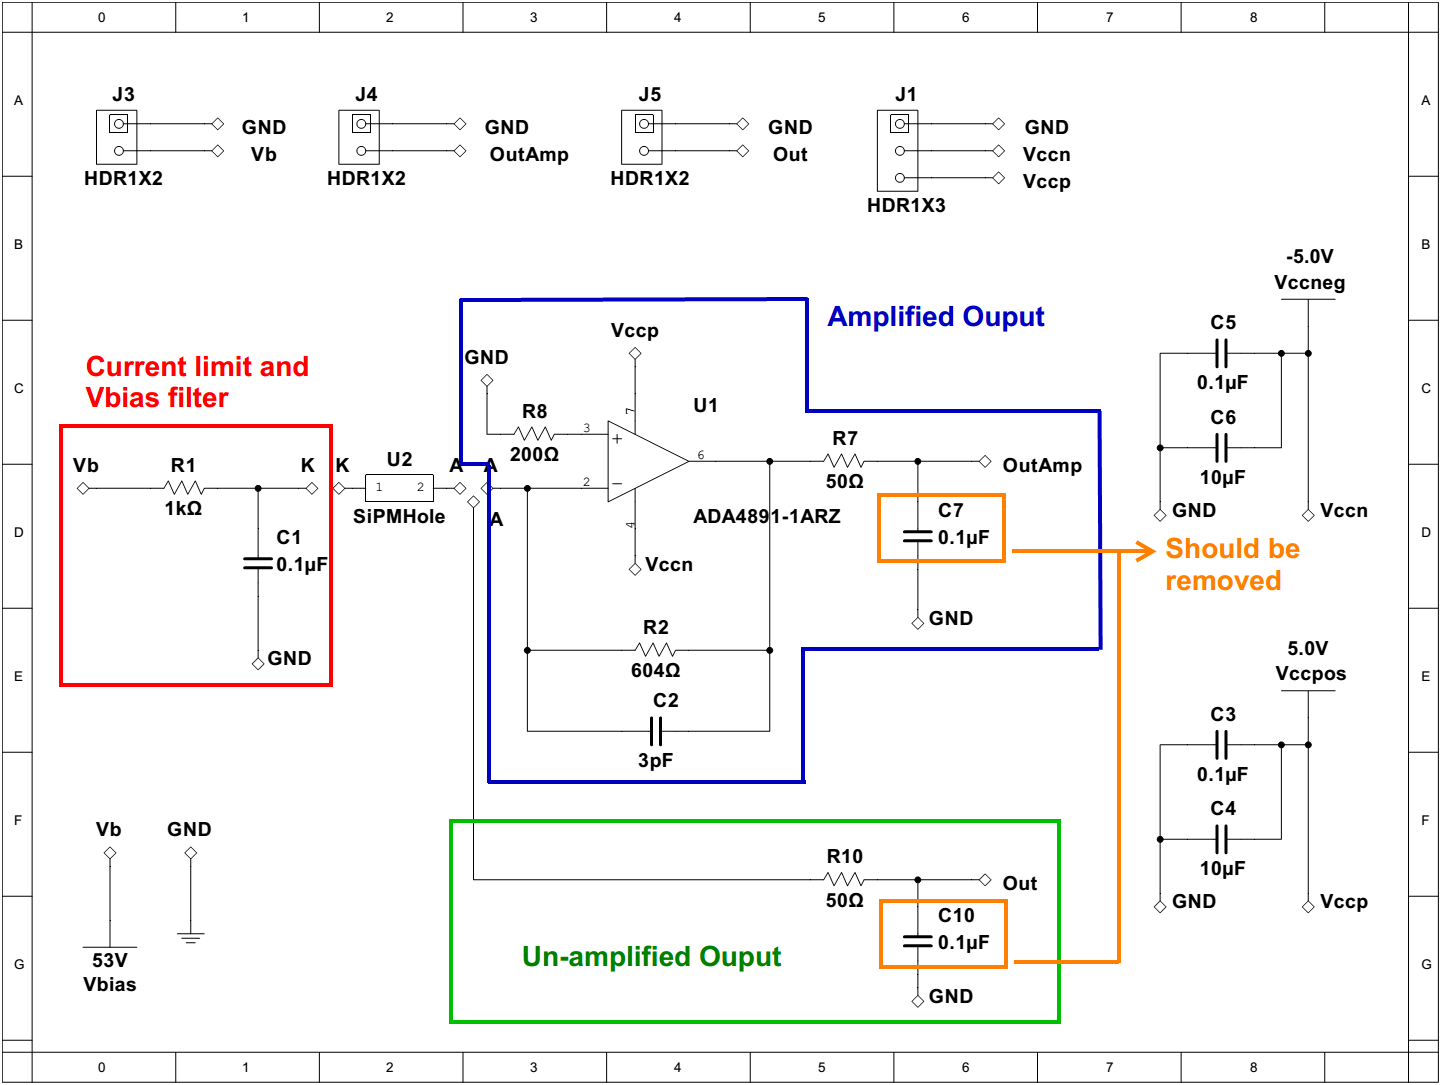 0 1 2 3 4 5 6 7 8
A A
J3 J4 J5 J1
GND GND GND GND
Vb OutAmp Out Vccn
Vccp
HDR1X2 HDR1X2 HDR1X2 HDR1X3
B B
-5.0V
Vccneg
Amplified Ouput
C5
0.1µF
C6
10µF
GND Vccn
C C
Current limit and
Vbias filter
Vb R1 K
1kΩ
C1
0.1µF
GND
K U2 A A
1 2
SiPMHole
A
GND
R8
200Ω
Vccp
7
U1
3
+
2
−
6
4
ADA4891-1ARZ
Vccn
R7
50Ω
OutAmp
C7
0.1µF
GND
D D
Should be
removed
R2
604Ω
C2
3pF
E E
5.0V
Vccpos
C3
0.1µF
C4
10µF
GND Vccp
F F
Vb GND
53V
Vbias
R10
50Ω
Out
C10
0.1µF
GND
Un-amplified Ouput
G G
0 1 2 3 4 5 6 7 8